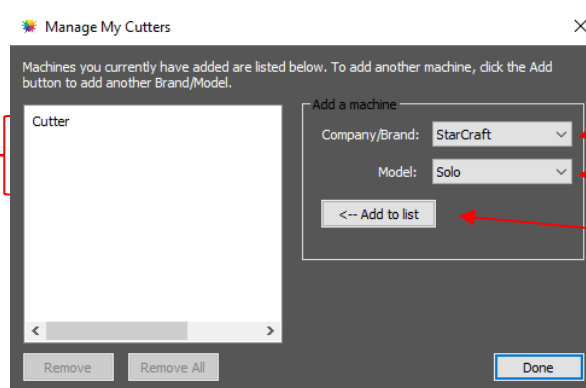 Manage My Cutters
Machines you currently have added are listed below. To add another machine, click the Add
button to add another Brand/Model.
Cutter
Add a machine
Company/Brand: StarCraft
Model: Solo
<-- Add to list
Remove Remove All Done